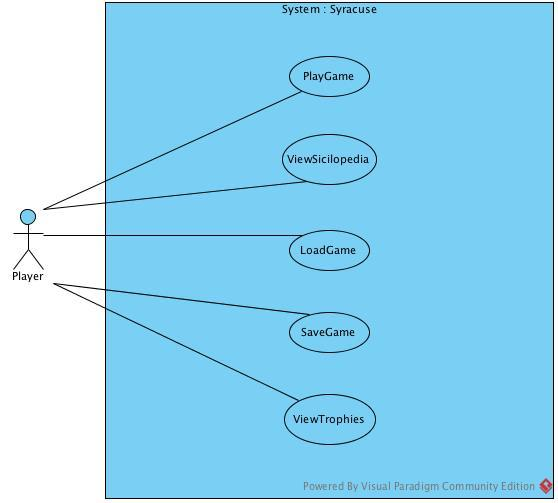 System : Syracuse
PlayGame
ViewSicilopedia
LoadGame
Player
SaveGame
ViewTrophies
Powered By Visual Paradigm Community Edition